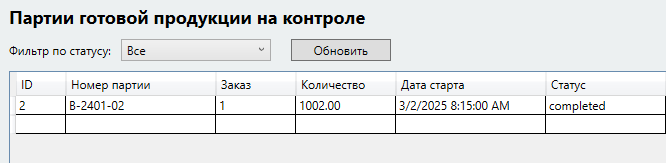 Партии готовой продукции на контроле
Фильтр по статусу: Все Обновить
ID Номер партии Заказ Количество Дата старта Статус
2 B-2401-02 1 1002.00 3/2/2025 8:15:00 AM completed